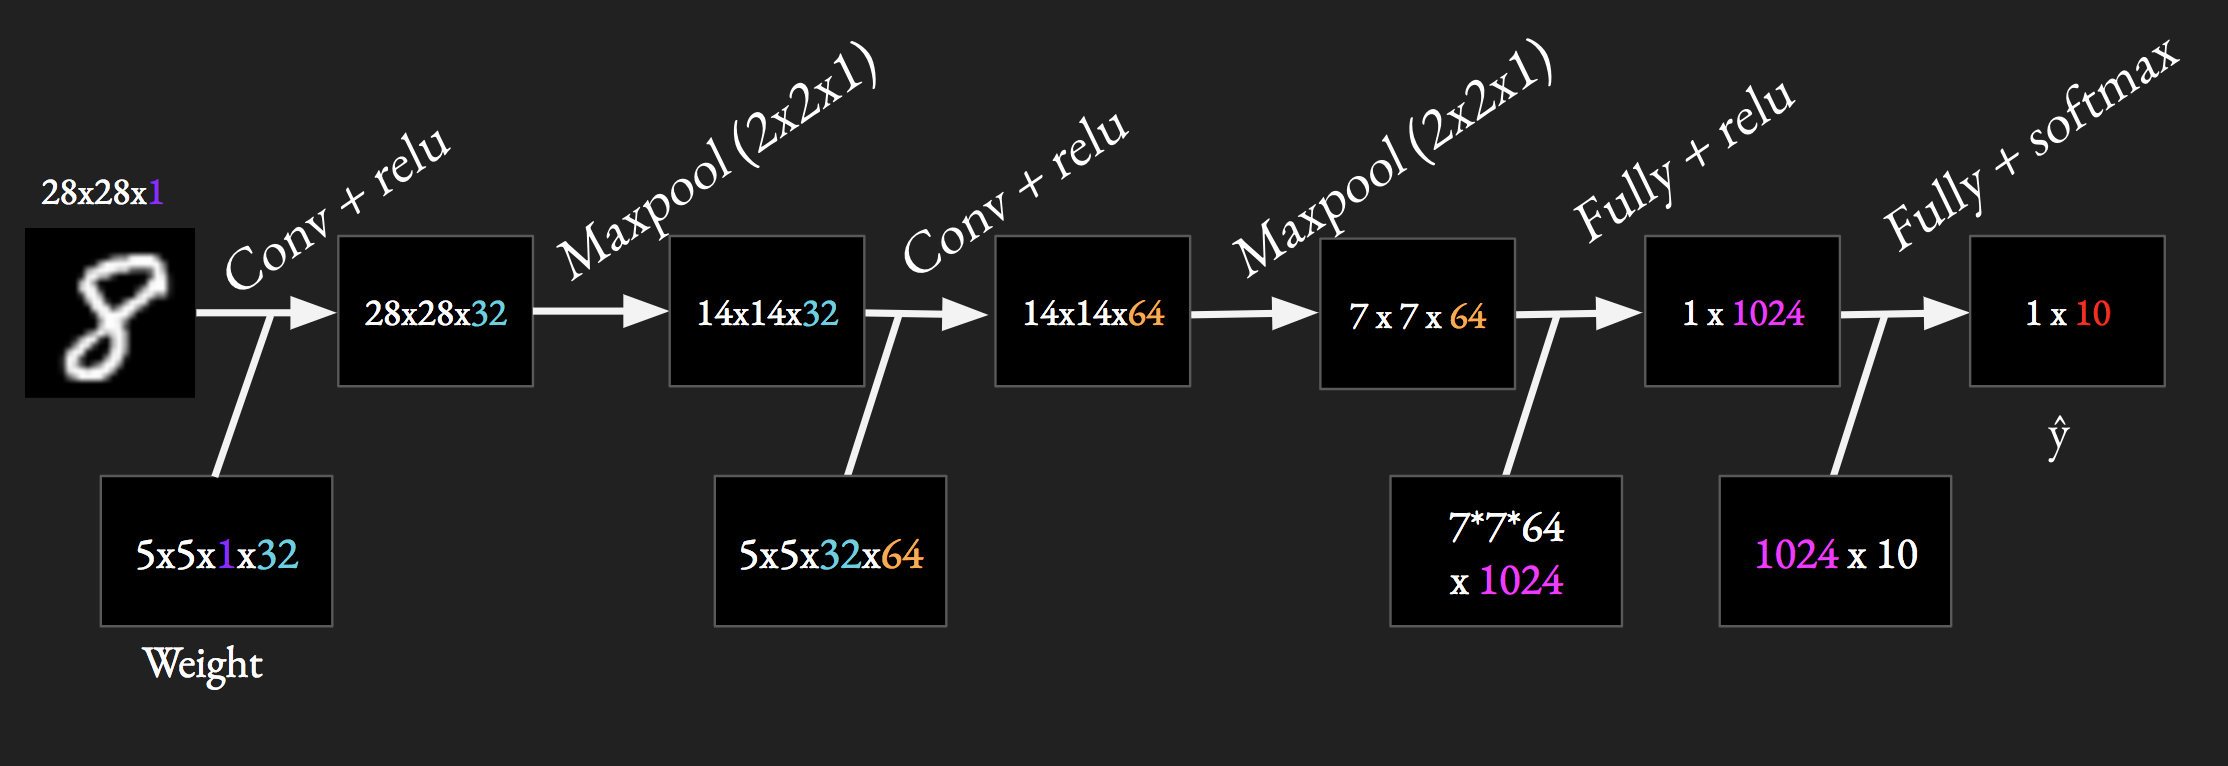 28x28x1
Conv + relu
Maxpool (2x2x1)
Conv + relu
Maxpool (2x2x1)
Fully + relu
Fully + softmax
8
28x28x32
14x14x32
14x14x64
7 x 7 x 64
1 x 1024
1 x 10
ŷ
5x5x1x32
5x5x32x64
7*7*64
x 1024
1024 x 10
Weight